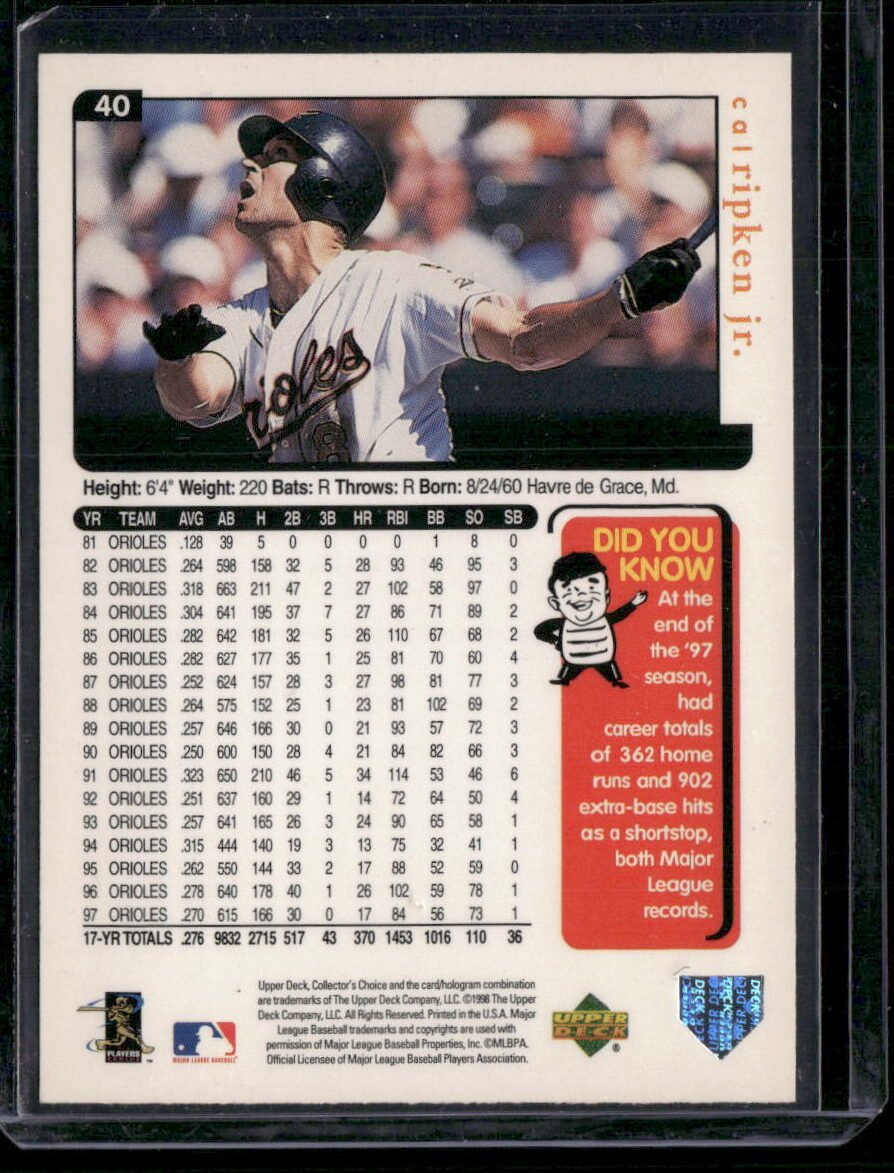 40
cal ripken jr.
Orioles
8
Height: 6'4" Weight: 220 Bats: R Throws: R Born: 8/24/60 Havre de Grace, Md.
YR TEAM AVG AB H 2B 3B HR RBI BB SO SB
81 ORIOLES .128 39 5 0 0 0 0 1 8 0
82 ORIOLES .264 598 158 32 5 28 93 46 95 3
83 ORIOLES .318 663 211 47 2 27 102 58 97 0
84 ORIOLES .304 641 195 37 7 27 86 71 89 2
85 ORIOLES .282 642 181 32 5 26 110 67 68 2
86 ORIOLES .282 627 177 35 1 25 81 70 60 4
87 ORIOLES .252 624 157 28 3 27 98 81 77 3
88 ORIOLES .264 575 152 25 1 23 81 102 69 2
89 ORIOLES .257 646 166 30 0 21 93 57 72 3
90 ORIOLES .250 600 150 28 4 21 84 82 66 3
91 ORIOLES .323 650 210 46 5 34 114 53 46 6
92 ORIOLES .251 637 160 29 1 14 72 64 50 4
93 ORIOLES .257 641 165 26 3 24 90 65 58 1
94 ORIOLES .315 444 140 19 3 13 75 32 41 1
95 ORIOLES .262 550 144 33 2 17 88 52 59 0
96 ORIOLES .278 640 178 40 1 26 102 59 78 1
97 ORIOLES .270 615 166 30 0 17 84 56 73 1
17-YR TOTALS .276 9832 2715 517 43 370 1453 1016 110 36
DID YOU
KNOW
At the
end of
the '97
season,
had
career totals
of 362 home
runs and 902
extra-base hits
as a shortstop,
both Major
League
records.
Upper Deck, Collector's Choice and the card/hologram combination
are trademarks of The Upper Deck Company, LLC. ©1998 The Upper
Deck Company, LLC. All Rights Reserved. Printed in the U.S.A. Major
League Baseball trademarks and copyrights are used with
permission of Major League Baseball Properties, Inc. ©MLBPA.
Official Licensee of Major League Baseball Players Association.
PLAYERS
CHOICE
™
MAJOR LEAGUE BASEBALL
UPPER
DECK
®
UPPER DECK